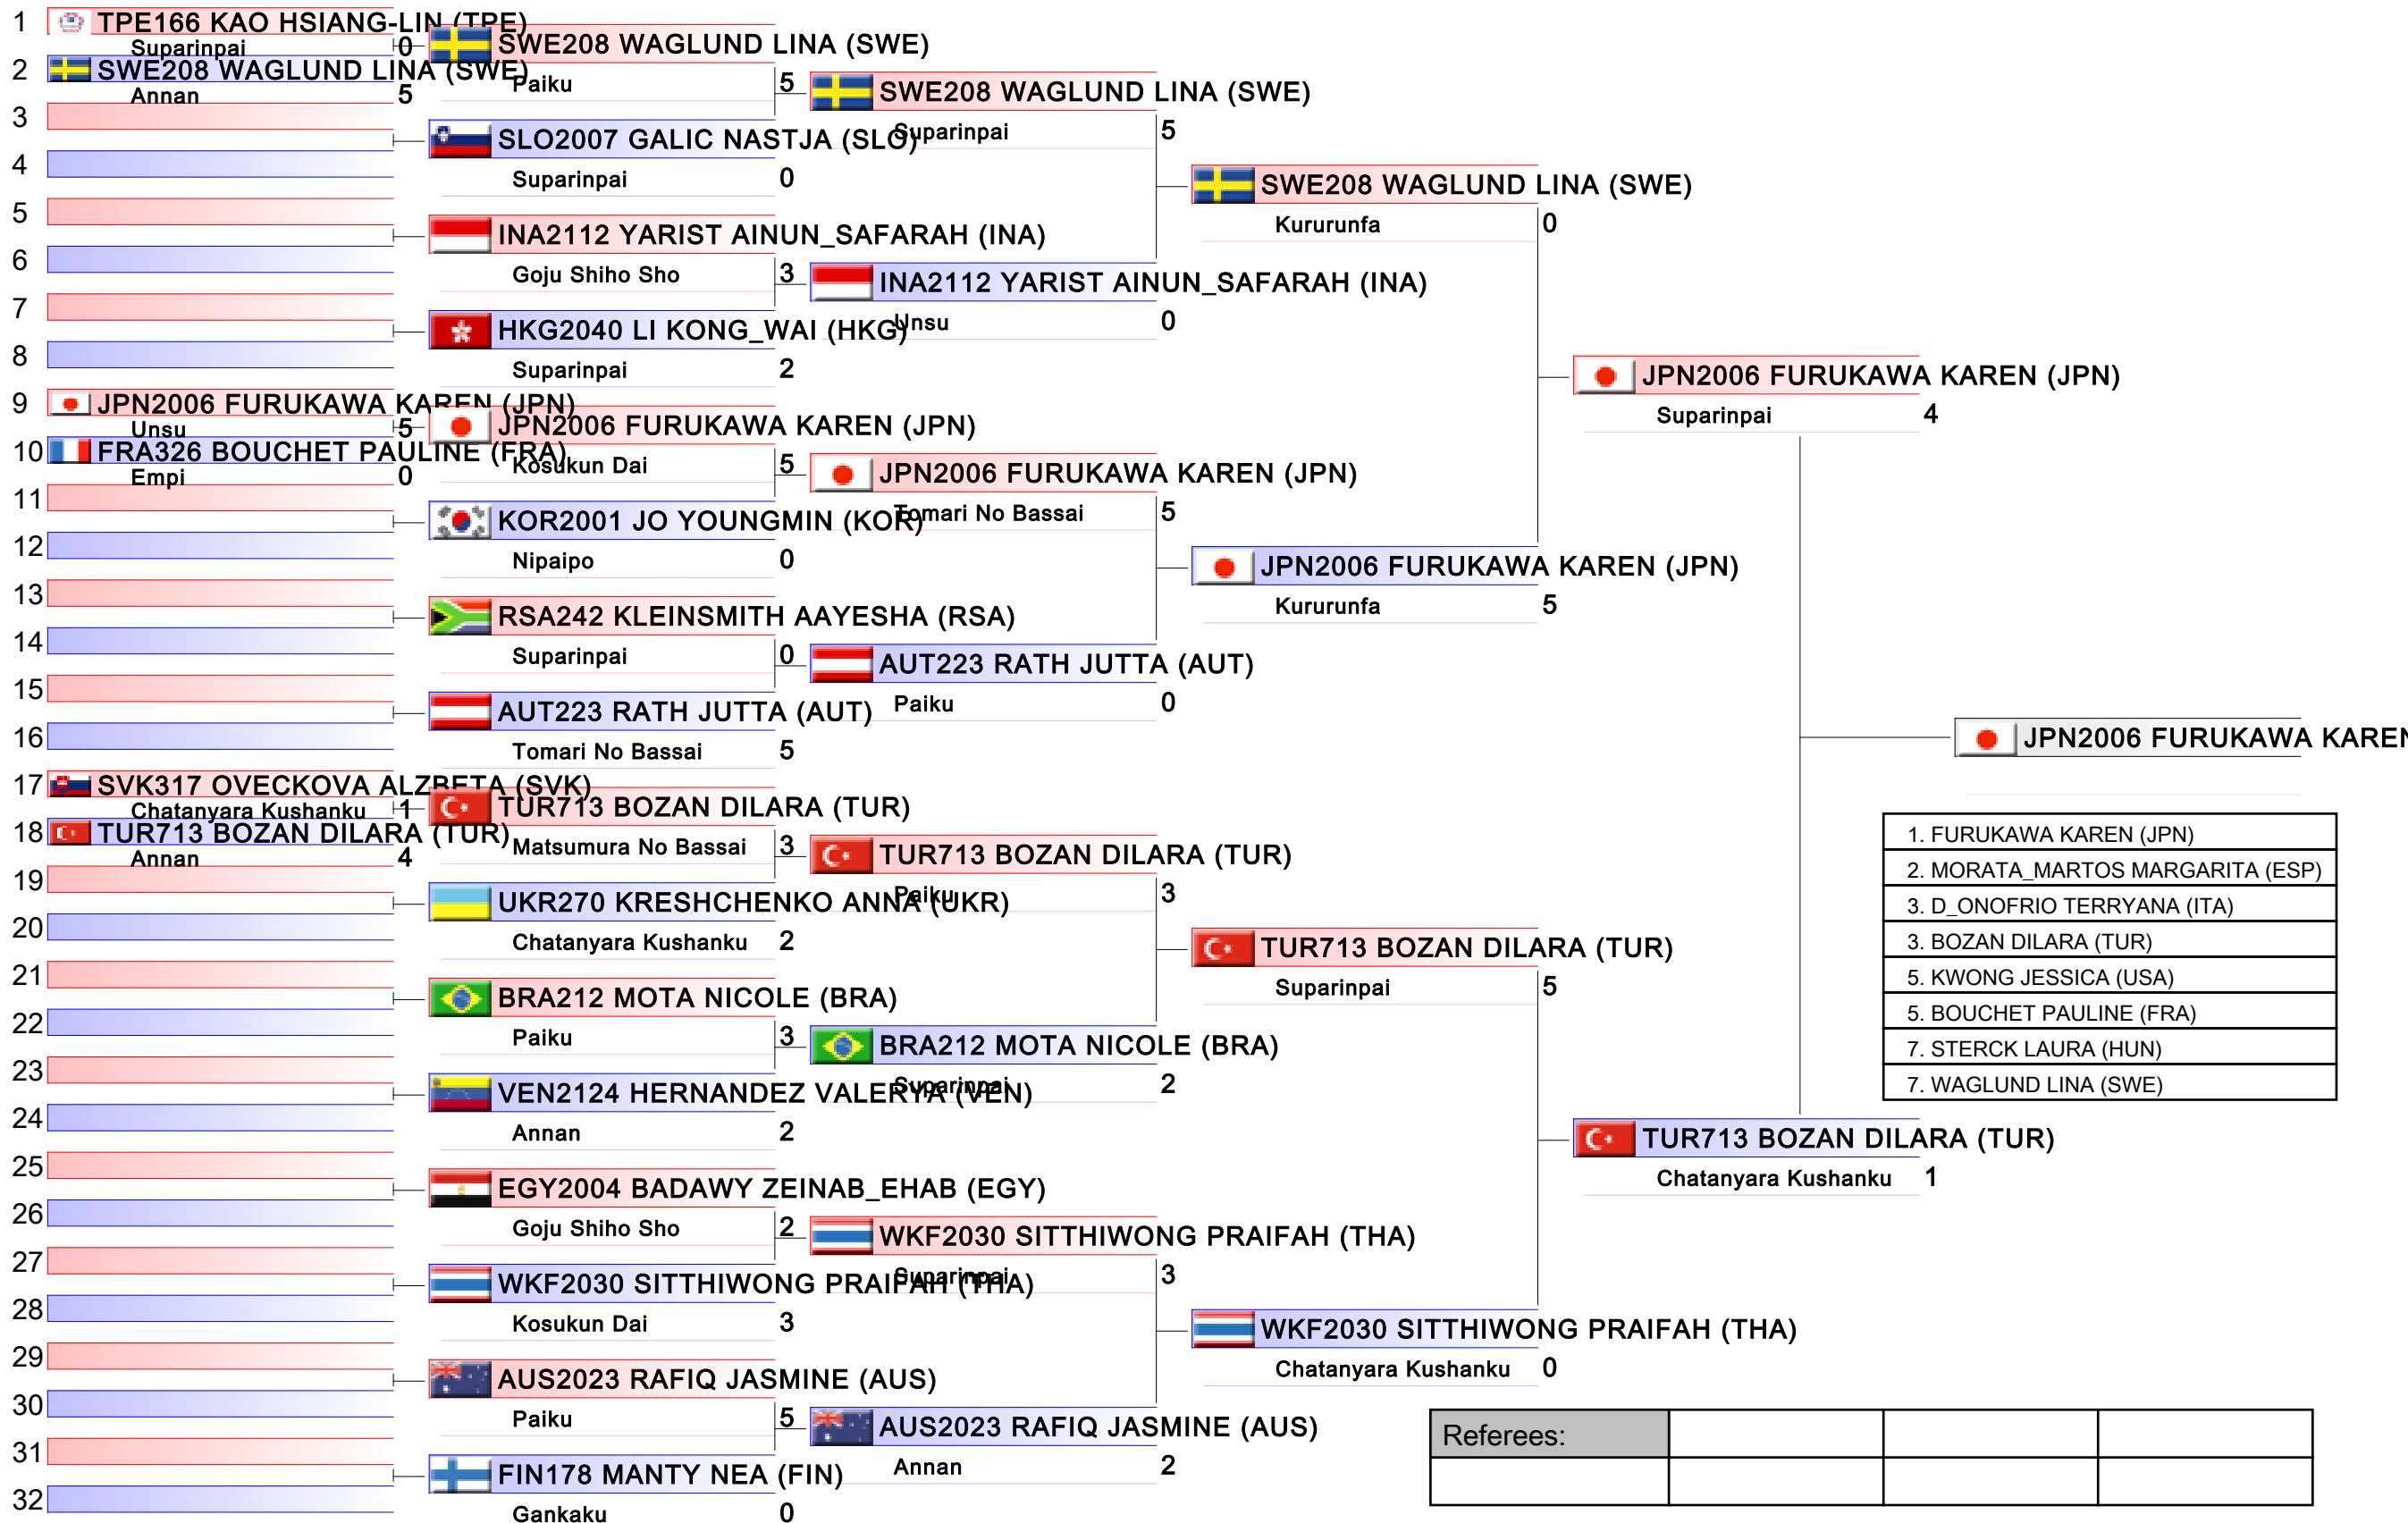 1
TPE166 KAO HSIANG-LIN (TPE)
Suparinpai 0
2
SWE208 WAGLUND LINA (SWE)
Annan 5
3
4
5
6
7
8
9
JPN2006 FURUKAWA KAREN (JPN)
Unsu 5
10
FRA326 BOUCHET PAULINE (FRA)
Empi 0
11
12
13
14
15
16
17
SVK317 OVECKOVA ALZBETA (SVK)
Chatanyara Kushanku 1
18
TUR713 BOZAN DILARA (TUR)
Annan 4
19
20
21
22
23
24
25
26
27
28
29
30
31
32
SWE208 WAGLUND LINA (SWE)
Paiku 5
SLO2007 GALIC NASTJA (SLO)
Suparinpai 0
INA2112 YARIST AINUN_SAFARAH (INA)
Goju Shiho Sho 3
HKG2040 LI KONG_WAI (HKG)
Suparinpai 2
JPN2006 FURUKAWA KAREN (JPN)
Kosukun Dai 5
KOR2001 JO YOUNGMIN (KOR)
Nipaipo 0
RSA242 KLEINSMITH AAYESHA (RSA)
Suparinpai 0
AUT223 RATH JUTTA (AUT)
Tomari No Bassai 5
TUR713 BOZAN DILARA (TUR)
Matsumura No Bassai 3
UKR270 KRESHCHENKO ANNA (UKR)
Chatanyara Kushanku 2
BRA212 MOTA NICOLE (BRA)
Paiku 3
VEN2124 HERNANDEZ VALERYA (VEN)
Annan 2
EGY2004 BADAWY ZEINAB_EHAB (EGY)
Goju Shiho Sho 2
WKF2030 SITTHIWONG PRAIFAH (THA)
Kosukun Dai 3
AUS2023 RAFIQ JASMINE (AUS)
Paiku 5
FIN178 MANTY NEA (FIN)
Gankaku 0
SWE208 WAGLUND LINA (SWE)
Suparinpai 5
INA2112 YARIST AINUN_SAFARAH (INA)
Unsu 0
JPN2006 FURUKAWA KAREN (JPN)
Tomari No Bassai 5
AUT223 RATH JUTTA (AUT)
Paiku 0
TUR713 BOZAN DILARA (TUR)
Paiku 3
BRA212 MOTA NICOLE (BRA)
Suparinpai 2
WKF2030 SITTHIWONG PRAIFAH (THA)
Suparinpai 3
AUS2023 RAFIQ JASMINE (AUS)
Annan 2
SWE208 WAGLUND LINA (SWE)
Kururunfa 0
JPN2006 FURUKAWA KAREN (JPN)
Kururunfa 5
TUR713 BOZAN DILARA (TUR)
Suparinpai 5
WKF2030 SITTHIWONG PRAIFAH (THA)
Chatanyara Kushanku 0
JPN2006 FURUKAWA KAREN (JPN)
Suparinpai 4
TUR713 BOZAN DILARA (TUR)
Chatanyara Kushanku 1
JPN2006 FURUKAWA KAREN
1. FURUKAWA KAREN (JPN)
2. MORATA_MARTOS MARGARITA (ESP)
3. D_ONOFRIO TERRYANA (ITA)
3. BOZAN DILARA (TUR)
5. KWONG JESSICA (USA)
5. BOUCHET PAULINE (FRA)
7. STERCK LAURA (HUN)
7. WAGLUND LINA (SWE)
Referees: